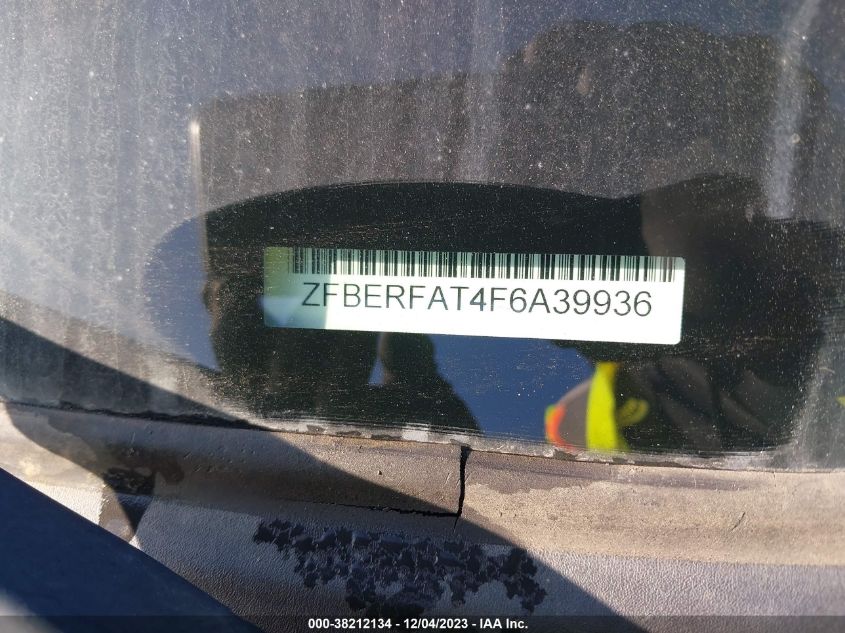 ZFBERFAT4F6A39936
000-38212134 - 12/04/2023 - IAA Inc.